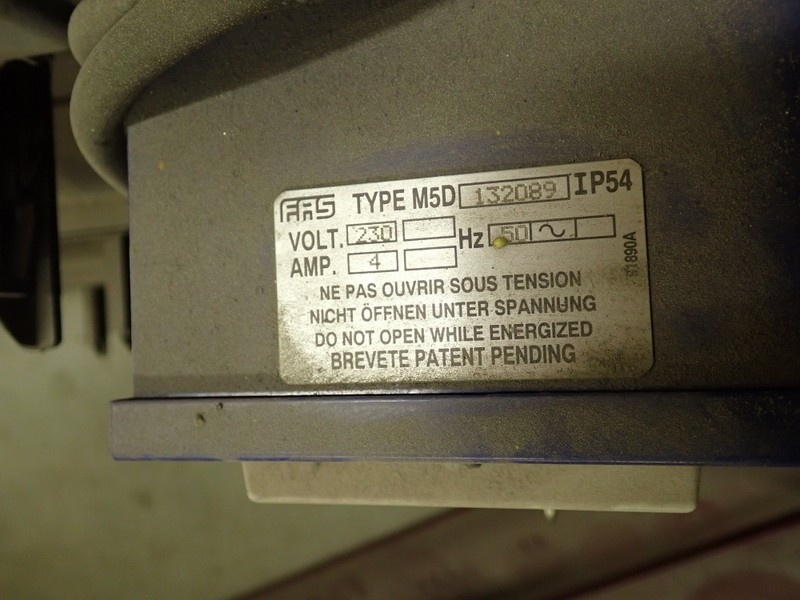 TYPE M5D 132089 IP54
VOLT. 230 Hz 50 ~
AMP. 4
NE PAS OUVRIR SOUS TENSION
NICHT ÖFFNEN UNTER SPANNUNG
DO NOT OPEN WHILE ENERGIZED
BREVETE PATENT PENDING
91890A